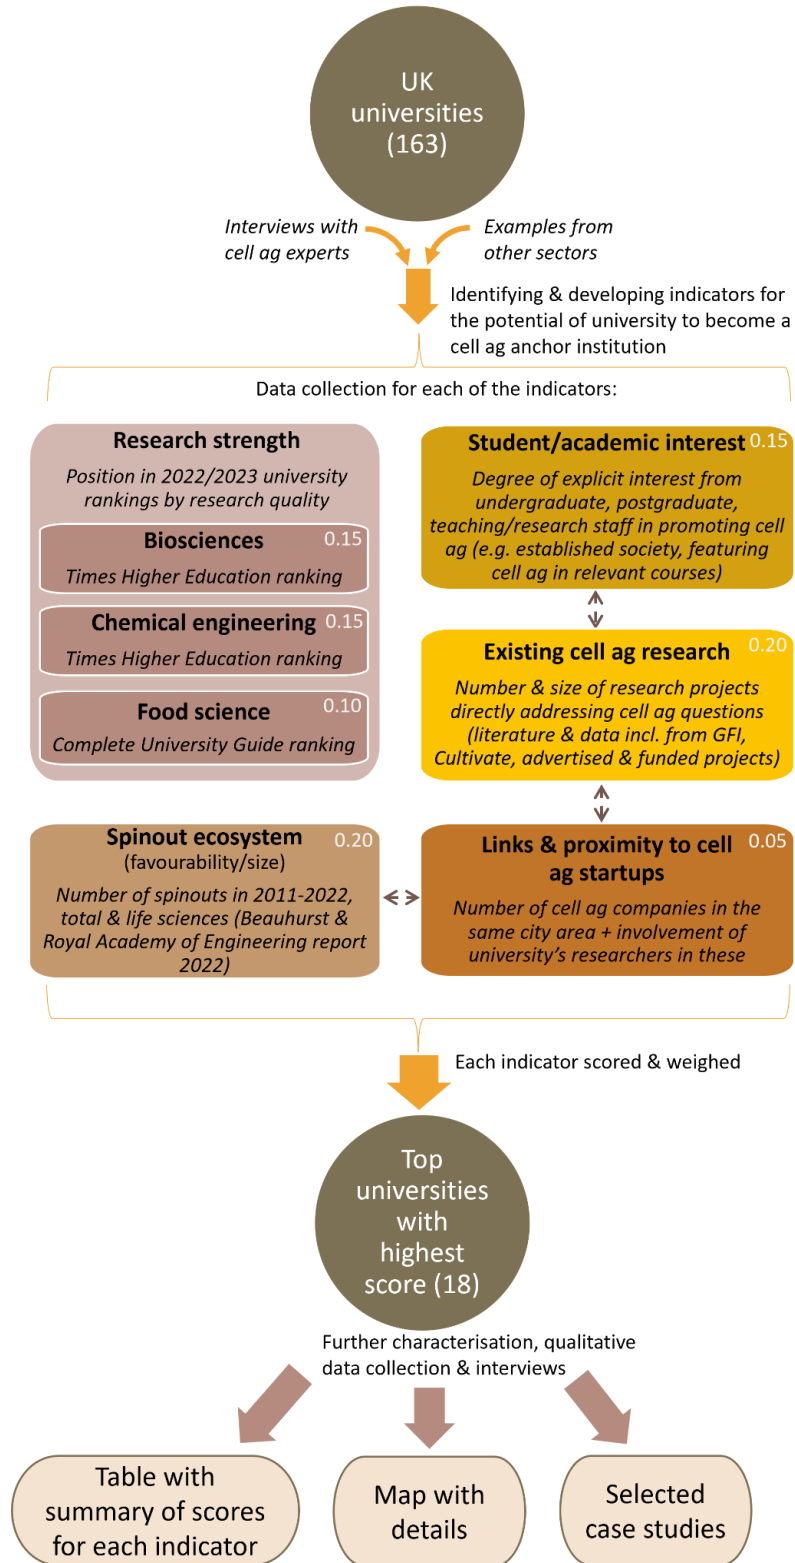 UK
universities
(163)
Interviews with
cell ag experts
Examples from
other sectors
Identifying & developing indicators for
the potential of university to become a
cell ag anchor institution
Data collection for each of the indicators:
Research strength
Position in 2022/2023 university
rankings by research quality
Biosciences 0.15
Times Higher Education ranking
Chemical engineering 0.15
Times Higher Education ranking
Food science 0.10
Complete University Guide ranking
Student/academic interest 0.15
Degree of explicit interest from
undergraduate, postgraduate,
teaching/research staff in promoting cell
ag (e.g. established society, featuring
cell ag in relevant courses)
Existing cell ag research 0.20
Number & size of research projects
directly addressing cell ag questions
(literature & data incl. from GFI,
Cultivate, advertised & funded projects)
Spinout ecosystem 0.20
(favourability/size)
Number of spinouts in 2011-2022,
total & life sciences (Beauhurst &
Royal Academy of Engineering report
2022)
Links & proximity to cell 0.05
ag startups
Number of cell ag companies in the
same city area + involvement of
university's researchers in these
Each indicator scored & weighed
Top
universities
with
highest
score (18)
Further characterisation, qualitative
data collection & interviews
Table with
summary of scores
for each indicator
Map with
details
Selected
case studies